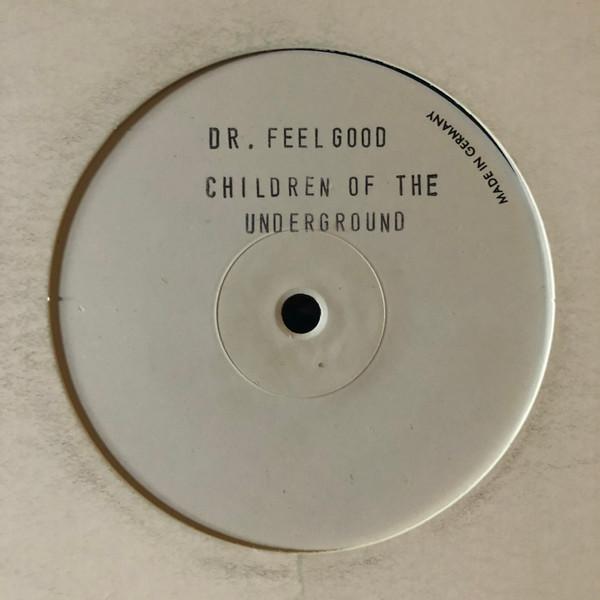 DR. FEELGOOD
CHILDREN OF THE
UNDERGROUND
MADE IN GERMANY